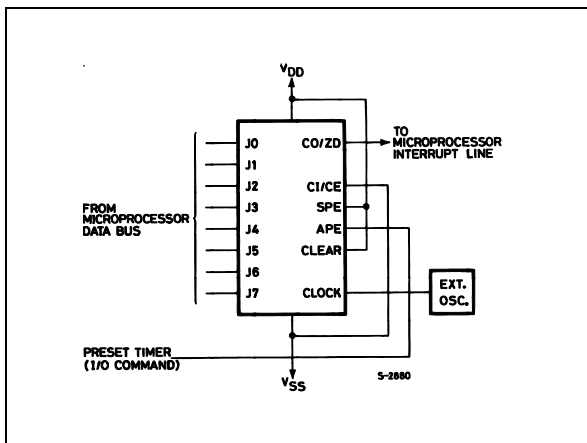 VDD
J0
J1
J2
J3
J4
J5
J6
J7
CO/ZD
CI/CE
SPE
APE
CLEAR
CLOCK
TO
MICROPROCESSOR
INTERRUPT LINE
FROM
MICROPROCESSOR
DATA BUS
EXT.
OSC.
PRESET TIMER
(I/O COMMAND)
VSS
S-2880